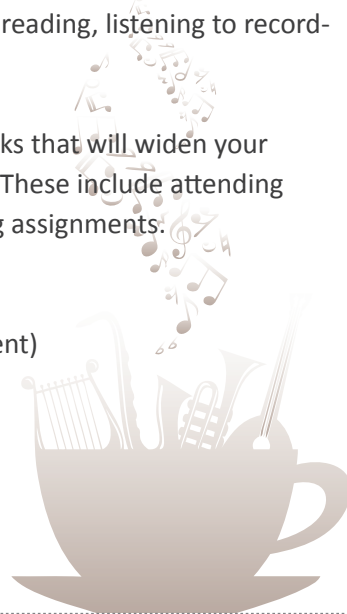 reading, listening to record-
ks that will widen your
These include attending
g assignments.
ent)